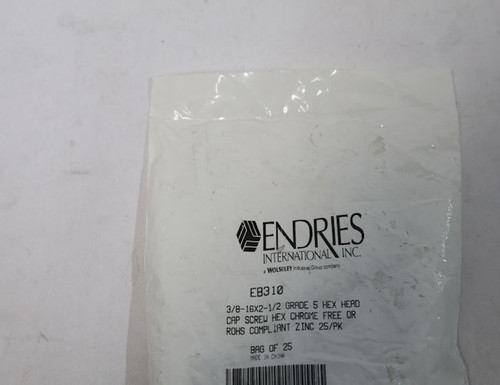 ENDRIES
INTERNATIONAL, INC.
a WOLSELEY Industrial Group company
EB310
3/8-16X2-1/2 GRADE 5 HEX HEAD
CAP SCREW HEX CHROME FREE OR
ROHS COMPLIANT ZINC 25/PK
BAG OF 25
MADE IN CHINA